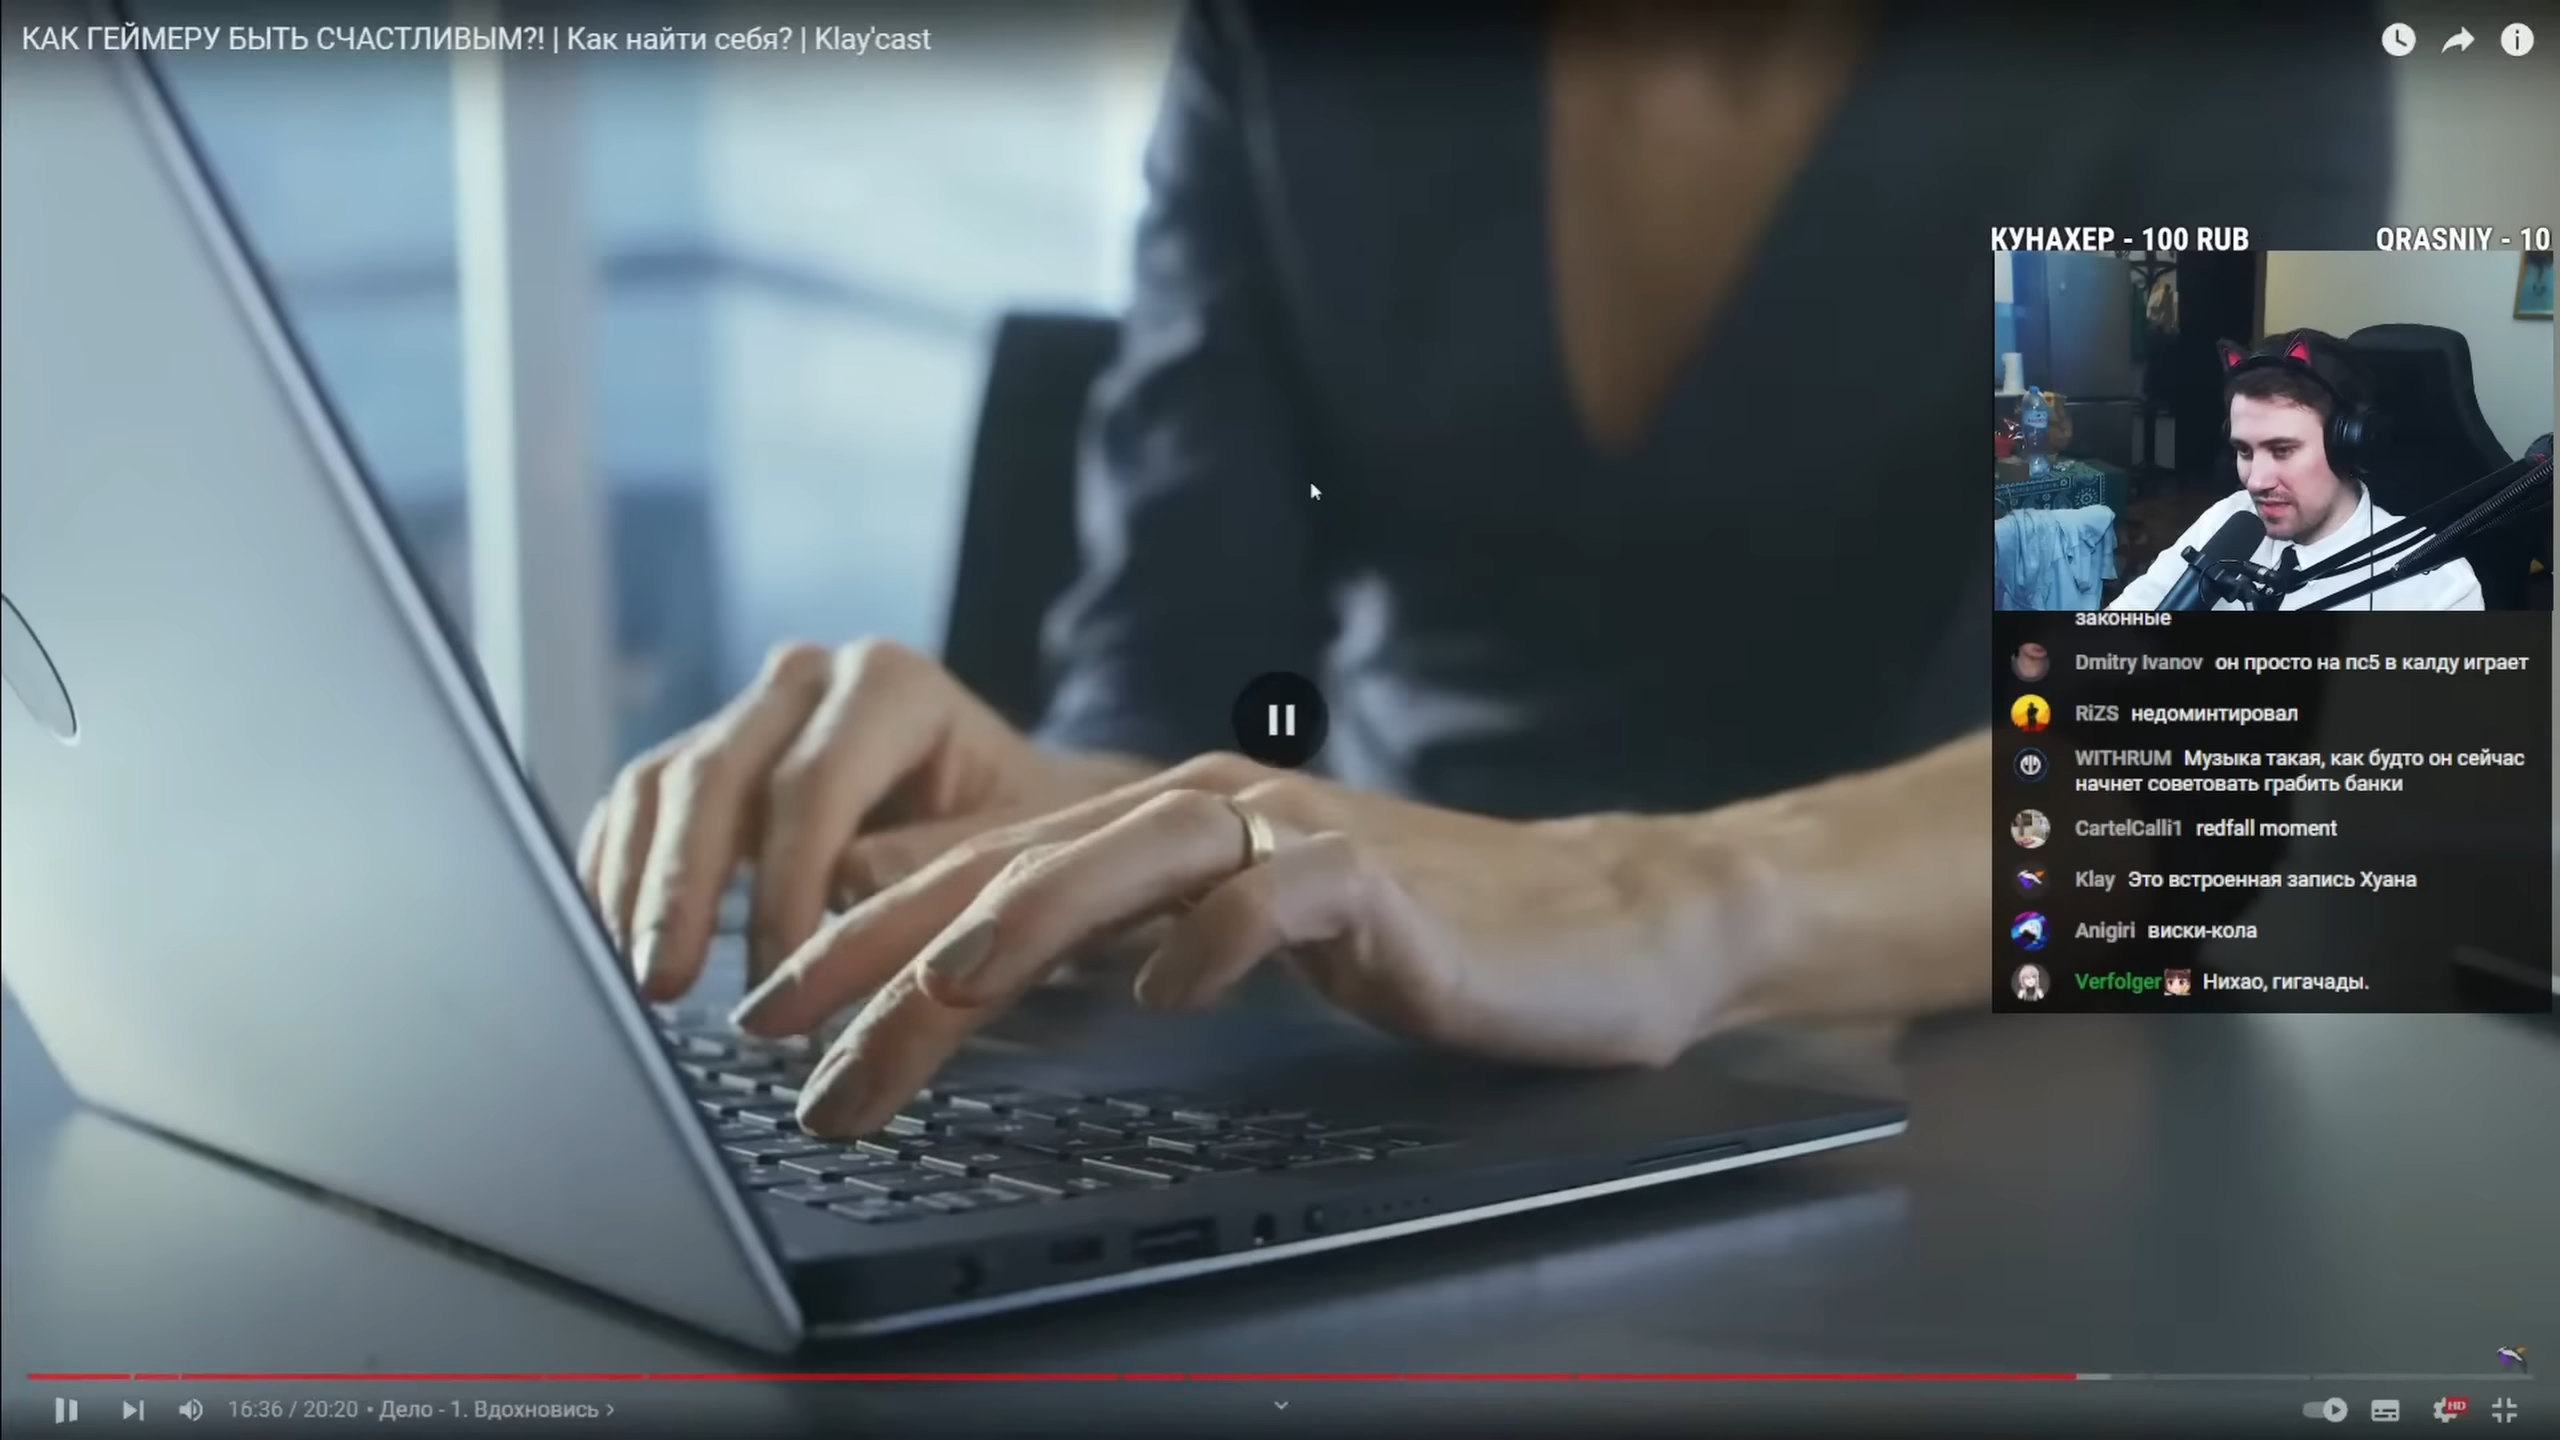 КАК ГЕЙМЕРУ БЫТЬ СЧАСТЛИВЫМ?! | Как найти себя? | Klay'cast
КУНАХЕР - 100 RUB
QRASNIY - 10
законные
Dmitry Ivanov он просто на пс5 в калду играет
RiZS недоминтировал
WITHRUM Музыка такая, как будто он сейчас
начнет советовать грабить банки
CartelCalli1 redfall moment
Klay Это встроенная запись Хуана
Anigiri виски-кола
Verfolger Нихао, гигачады.
16:36 / 20:20 • Дело - 1. Вдохновись ›
HD